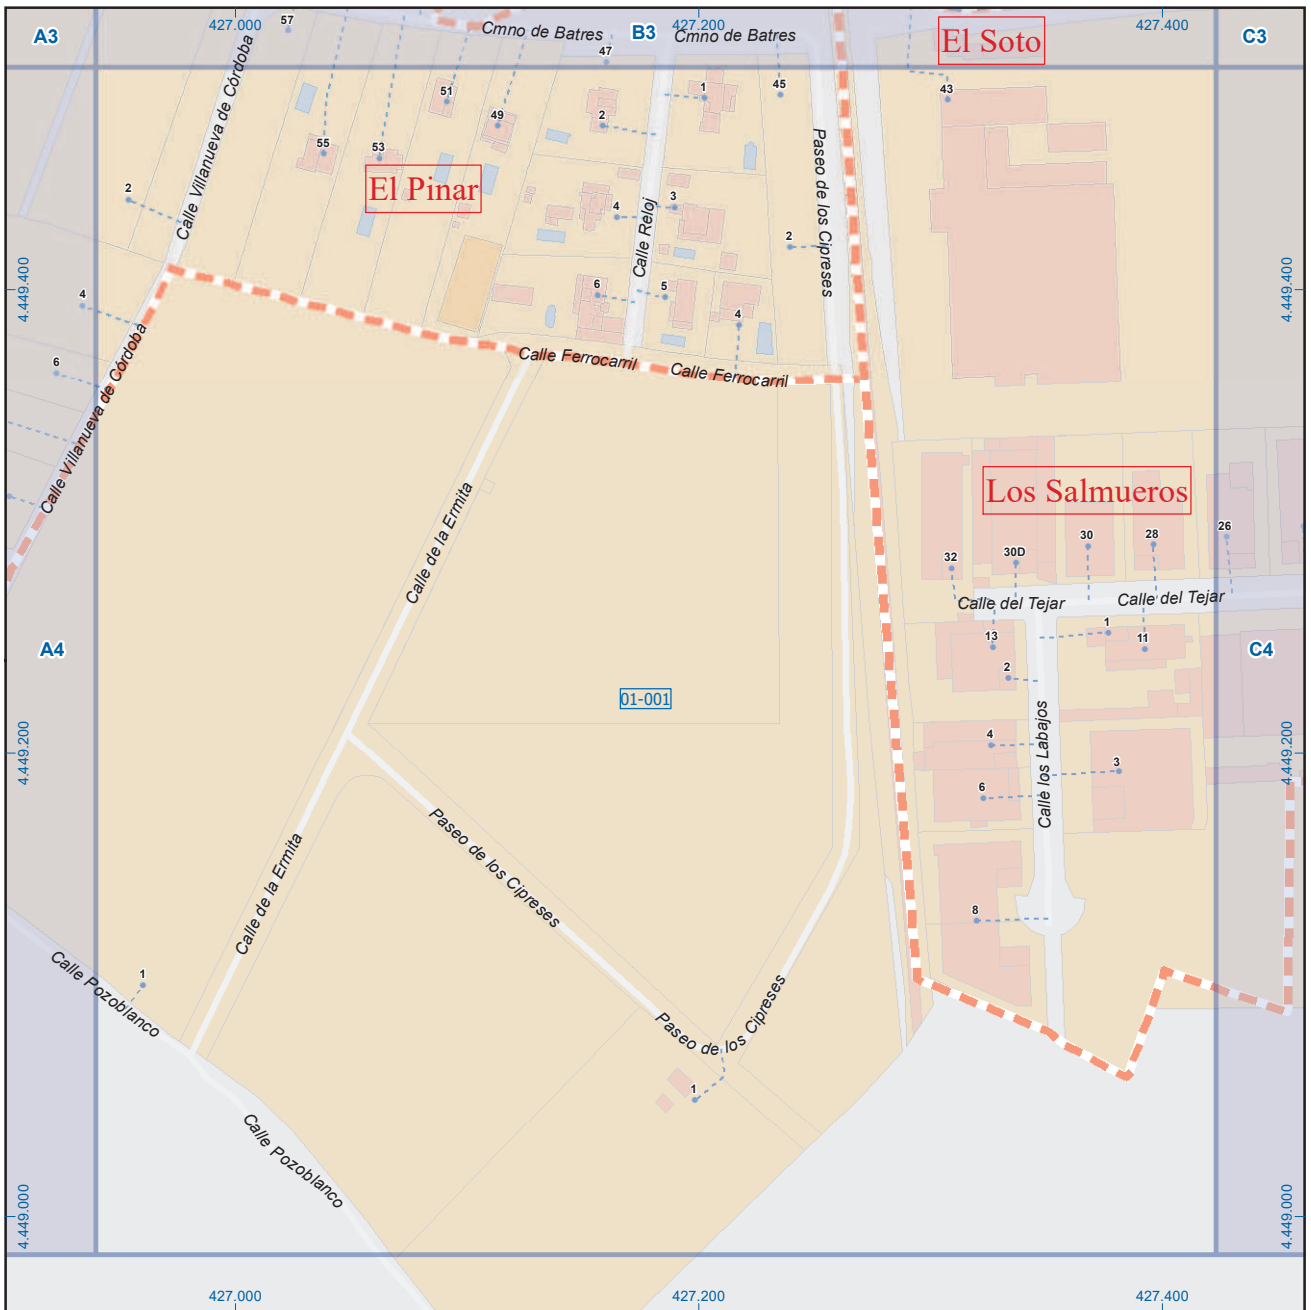 427.000
427.200
427.400
A3
B3
C3
57
Cmno de Batres
Cmno de Batres
El Soto
47
51
49
55
53
2
1
45
43
El Pinar
2
4
3
2
6
5
4
4
6
Calle Villanueva de Córdoba
Calle Reloj
Paseo de los Cipreses
4.449.400
4.449.400
Calle Ferrocarril
Calle Ferrocarril
Calle Villanueva de Córdoba
Calle de la Ermita
Los Salmueros
32
30D
30
28
26
Calle del Tejar
Calle del Tejar
13
2
1
11
A4
C4
01-001
4
6
3
Calle los Labajos
4.449.200
4.449.200
Paseo de los Cipreses
Calle de la Ermita
8
Calle Pozoblanco
1
Paseo de los Cipreses
1
Calle Pozoblanco
4.449.000
4.449.000
427.000
427.200
427.400